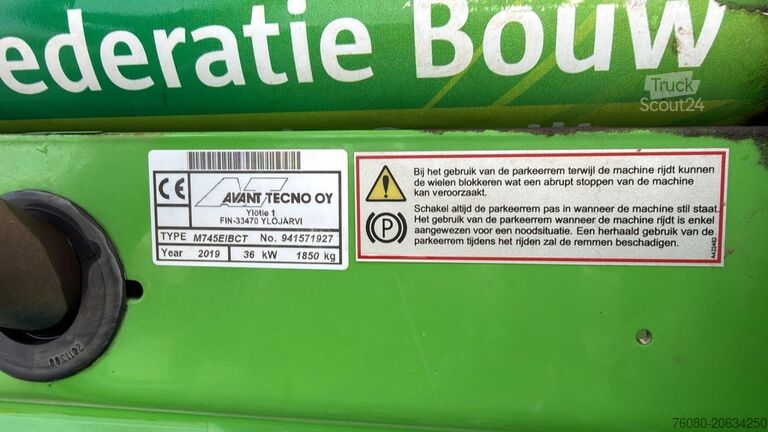 ederatie Bouw
Truck
Scout24
CE
AVANT TECNO OY
Ylötie 1
FIN-33470 YLÖJÄRVI
TYPE M745EIBCT No. 941571927
Year 2019 36 kW 1850 kg
Bij het gebruik van de parkeerrem terwijl de machine rijdt kunnen
de wielen blokkeren wat een abrupt stoppen van de machine
kan veroorzaakt.
Schakel altijd de parkeerrem pas in wanneer de machine stil staat.
Het gebruik van de parkeerrem wanneer de machine rijdt is enkel
aangewezen voor een noodsituatie. Een herhaald gebruik van de
parkeerrem tijdens het rijden zal de remmen beschadigen.
P
A422462
Z611300
76080-20634250